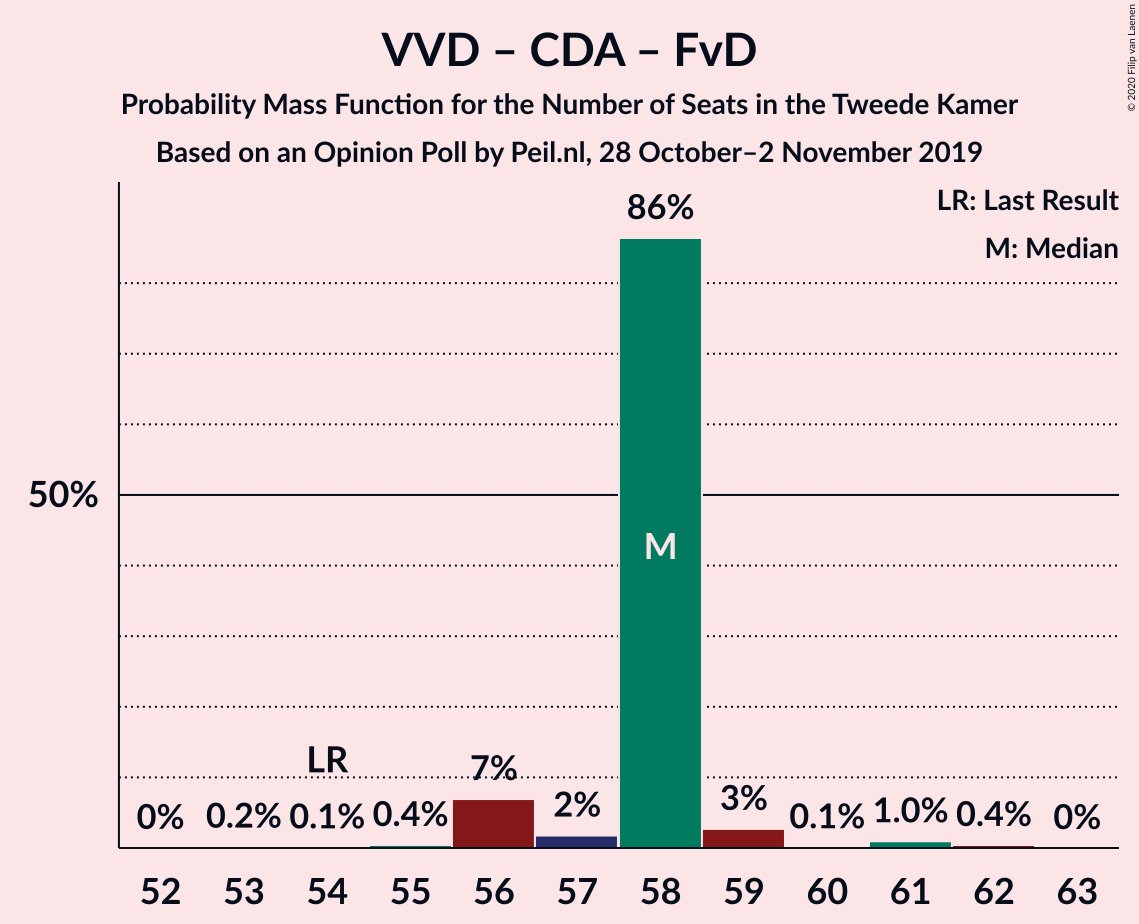 VVD – CDA – FvD
Probability Mass Function for the Number of Seats in the Tweede Kamer
Based on an Opinion Poll by Peil.nl, 28 October–2 November 2019
© 2020 Filip van Laenen
LR: Last Result
M: Median
86%
50%
M
LR
0% 0.2% 0.1% 0.4% 7% 2% 3% 0.1% 1.0% 0.4% 0%
52 53 54 55 56 57 58 59 60 61 62 63